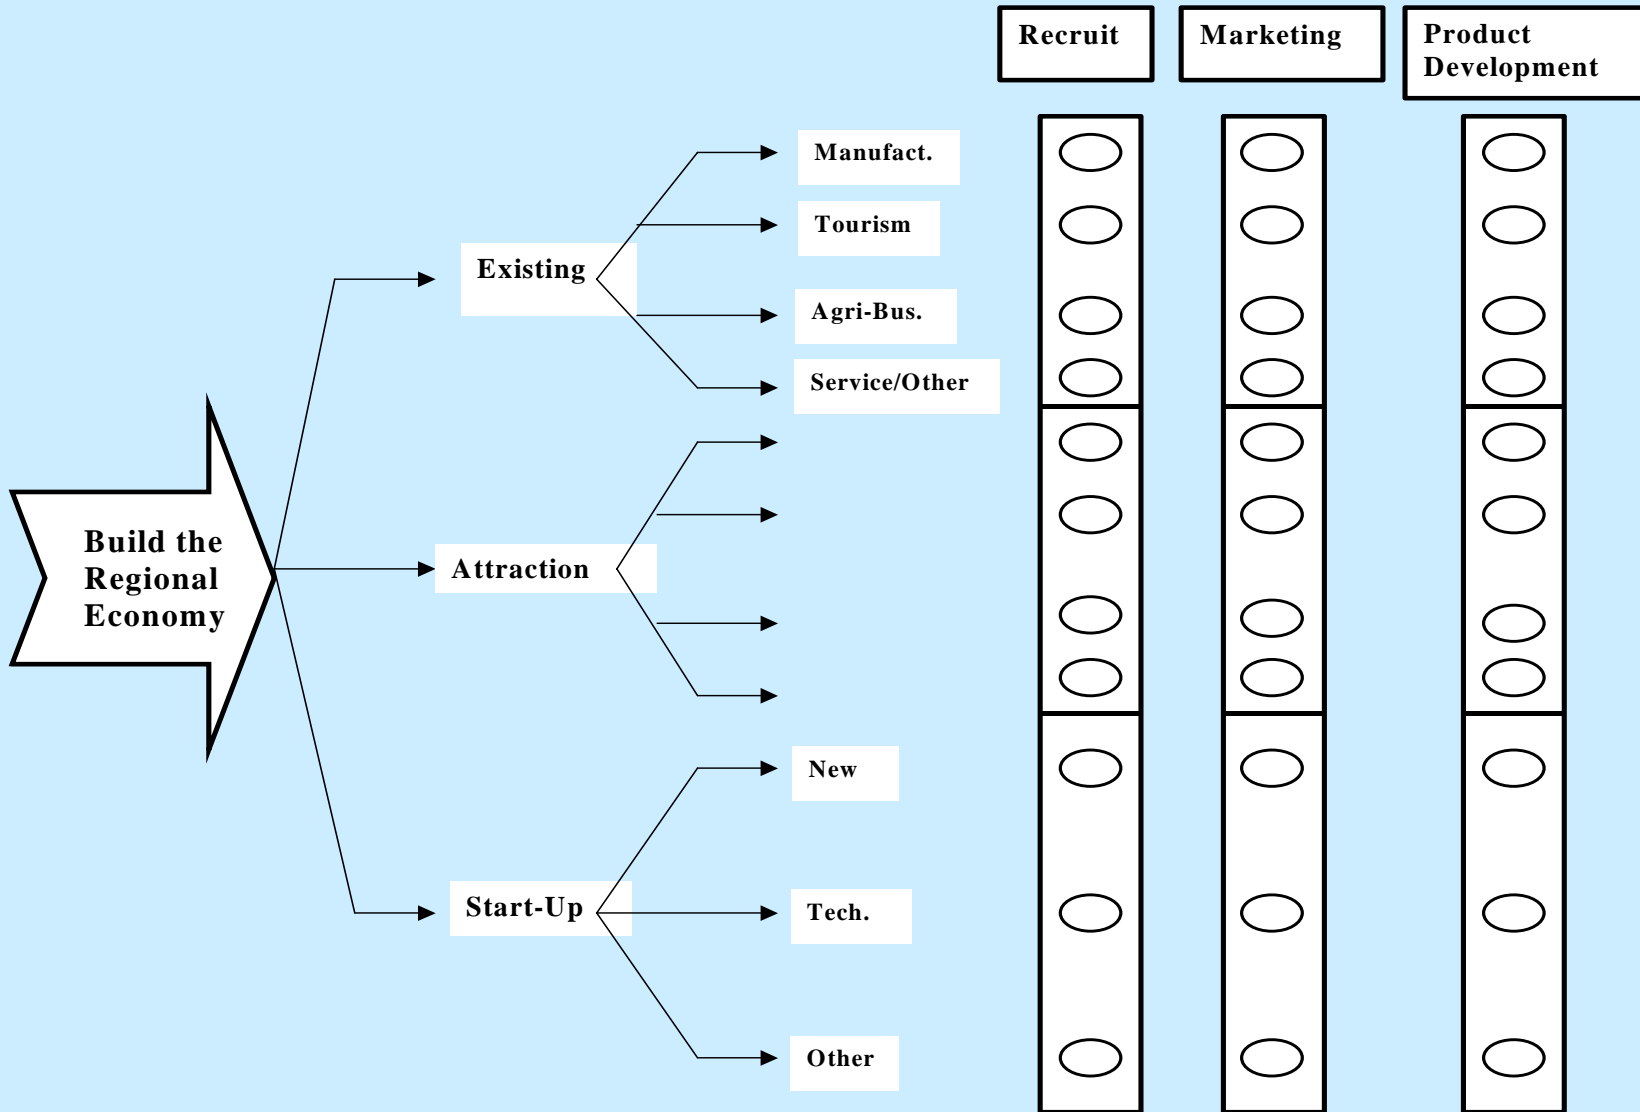 Recruit
Marketing
Product
Development
Manufact.
Tourism
Existing
Agri-Bus.
Service/Other
Build the
Regional
Economy
Attraction
New
Start-Up
Tech.
Other